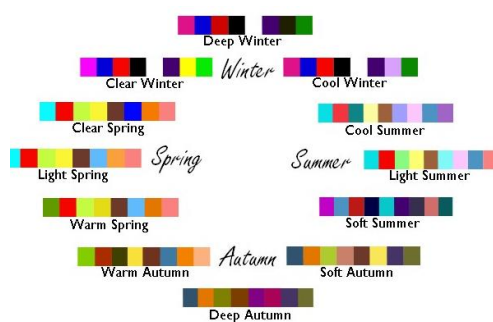 Deep Winter
Clear Winter
Winter
Cool Winter
Clear Spring
Cool Summer
Light Spring
Spring
Summer
Light Summer
Warm Spring
Soft Summer
Warm Autumn
Autumn
Soft Autumn
Deep Autumn